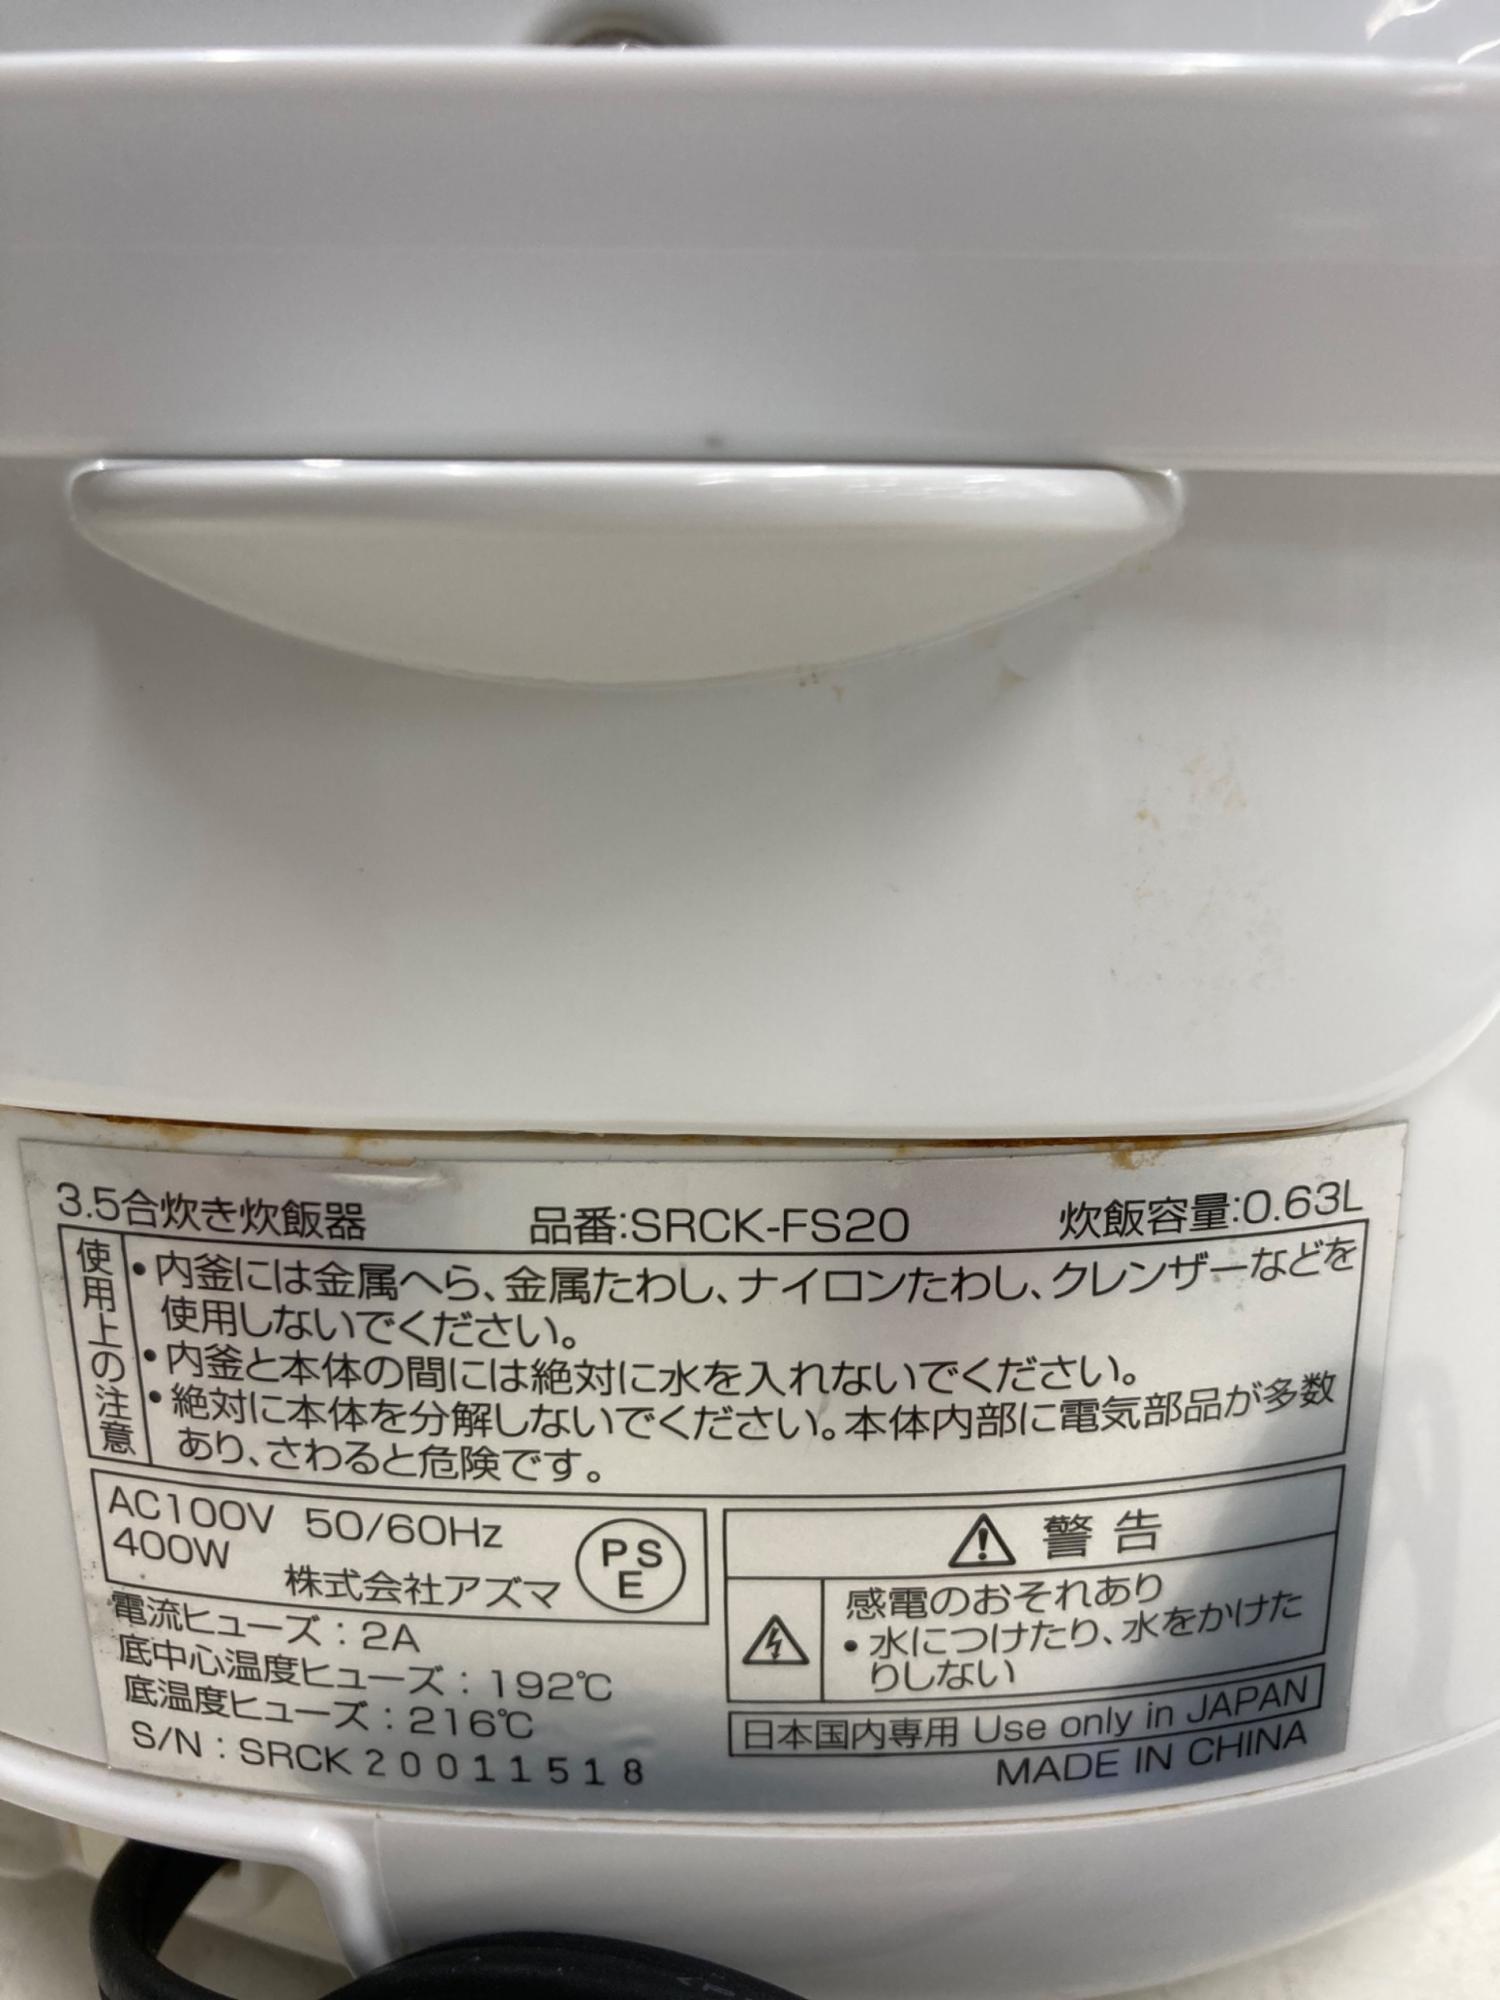 3.5合炊き炊飯器 品番:SRCK-FS20 炊飯容量:0.63L
使用上の注意
•内釜には金属へら、金属たわし、ナイロンたわし、クレンザーなどを
使用しないでください。
•内釜と本体の間には絶対に水を入れないでください。
•絶対に本体を分解しないでください。本体内部に電気部品が多数
あり、さわると危険です。
AC100V 50/60Hz
400W
株式会社アズマ
PS
E
電流ヒューズ:2A
底中心温度ヒューズ:192℃
底温度ヒューズ:216℃
S/N:SRCK20011518
警告
感電のおそれあり
•水につけたり、水をかけた
りしない
日本国内専用 Use only in JAPAN
MADE IN CHINA